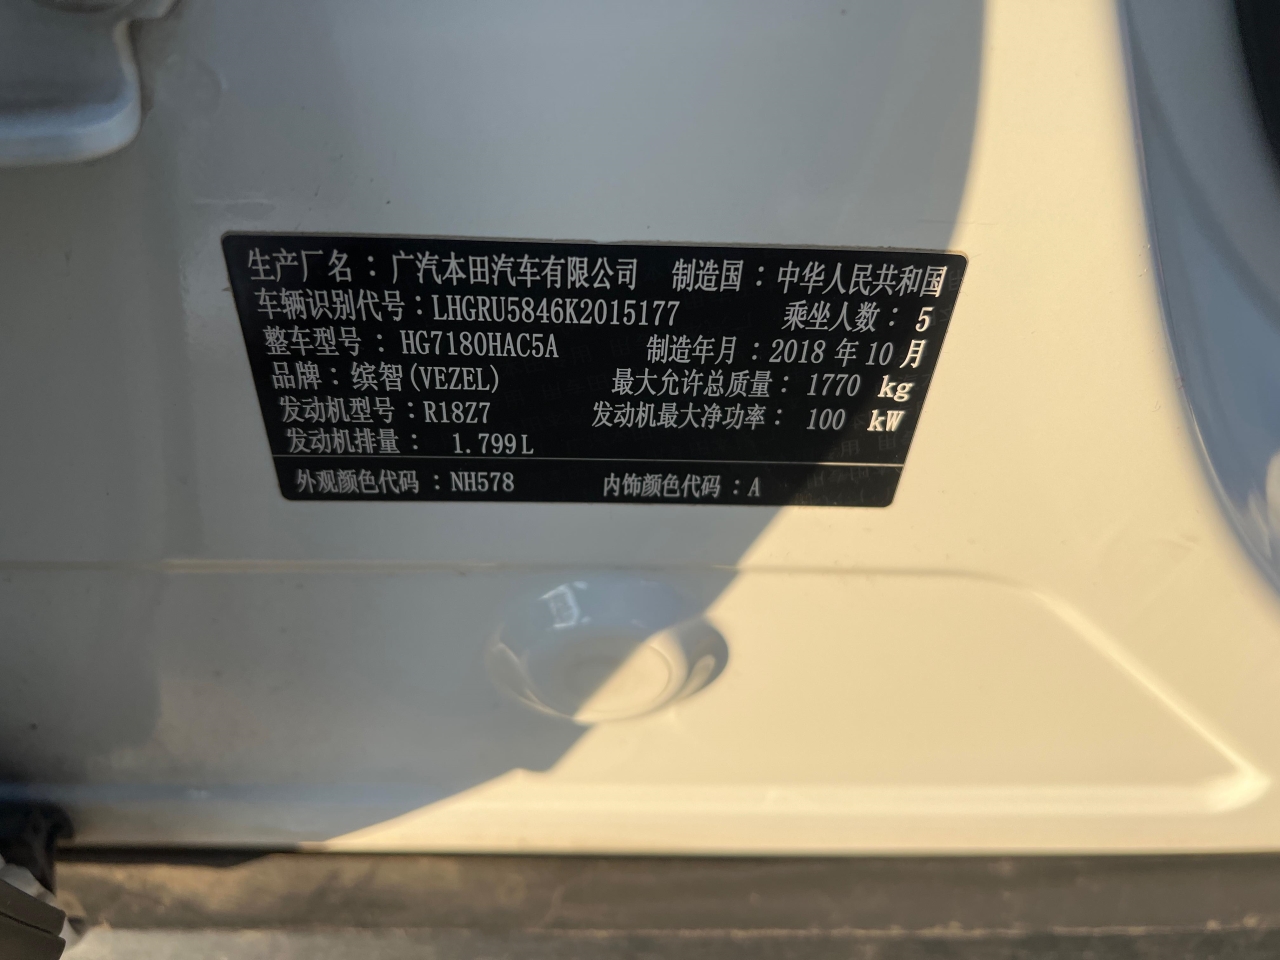 生产厂名：广汽本田汽车有限公司 制造国：中华人民共和国
车辆识别代号：LHGRU5846K2015177 乘坐人数：5
整车型号：HG7180HAC5A 制造年月：2018 年 10 月
品牌：缤智(VEZEL) 最大允许总质量：1770 kg
发动机型号：R18Z7 发动机最大净功率：100 kW
发动机排量：1.799L
外观颜色代码：NH578 内饰颜色代码：A